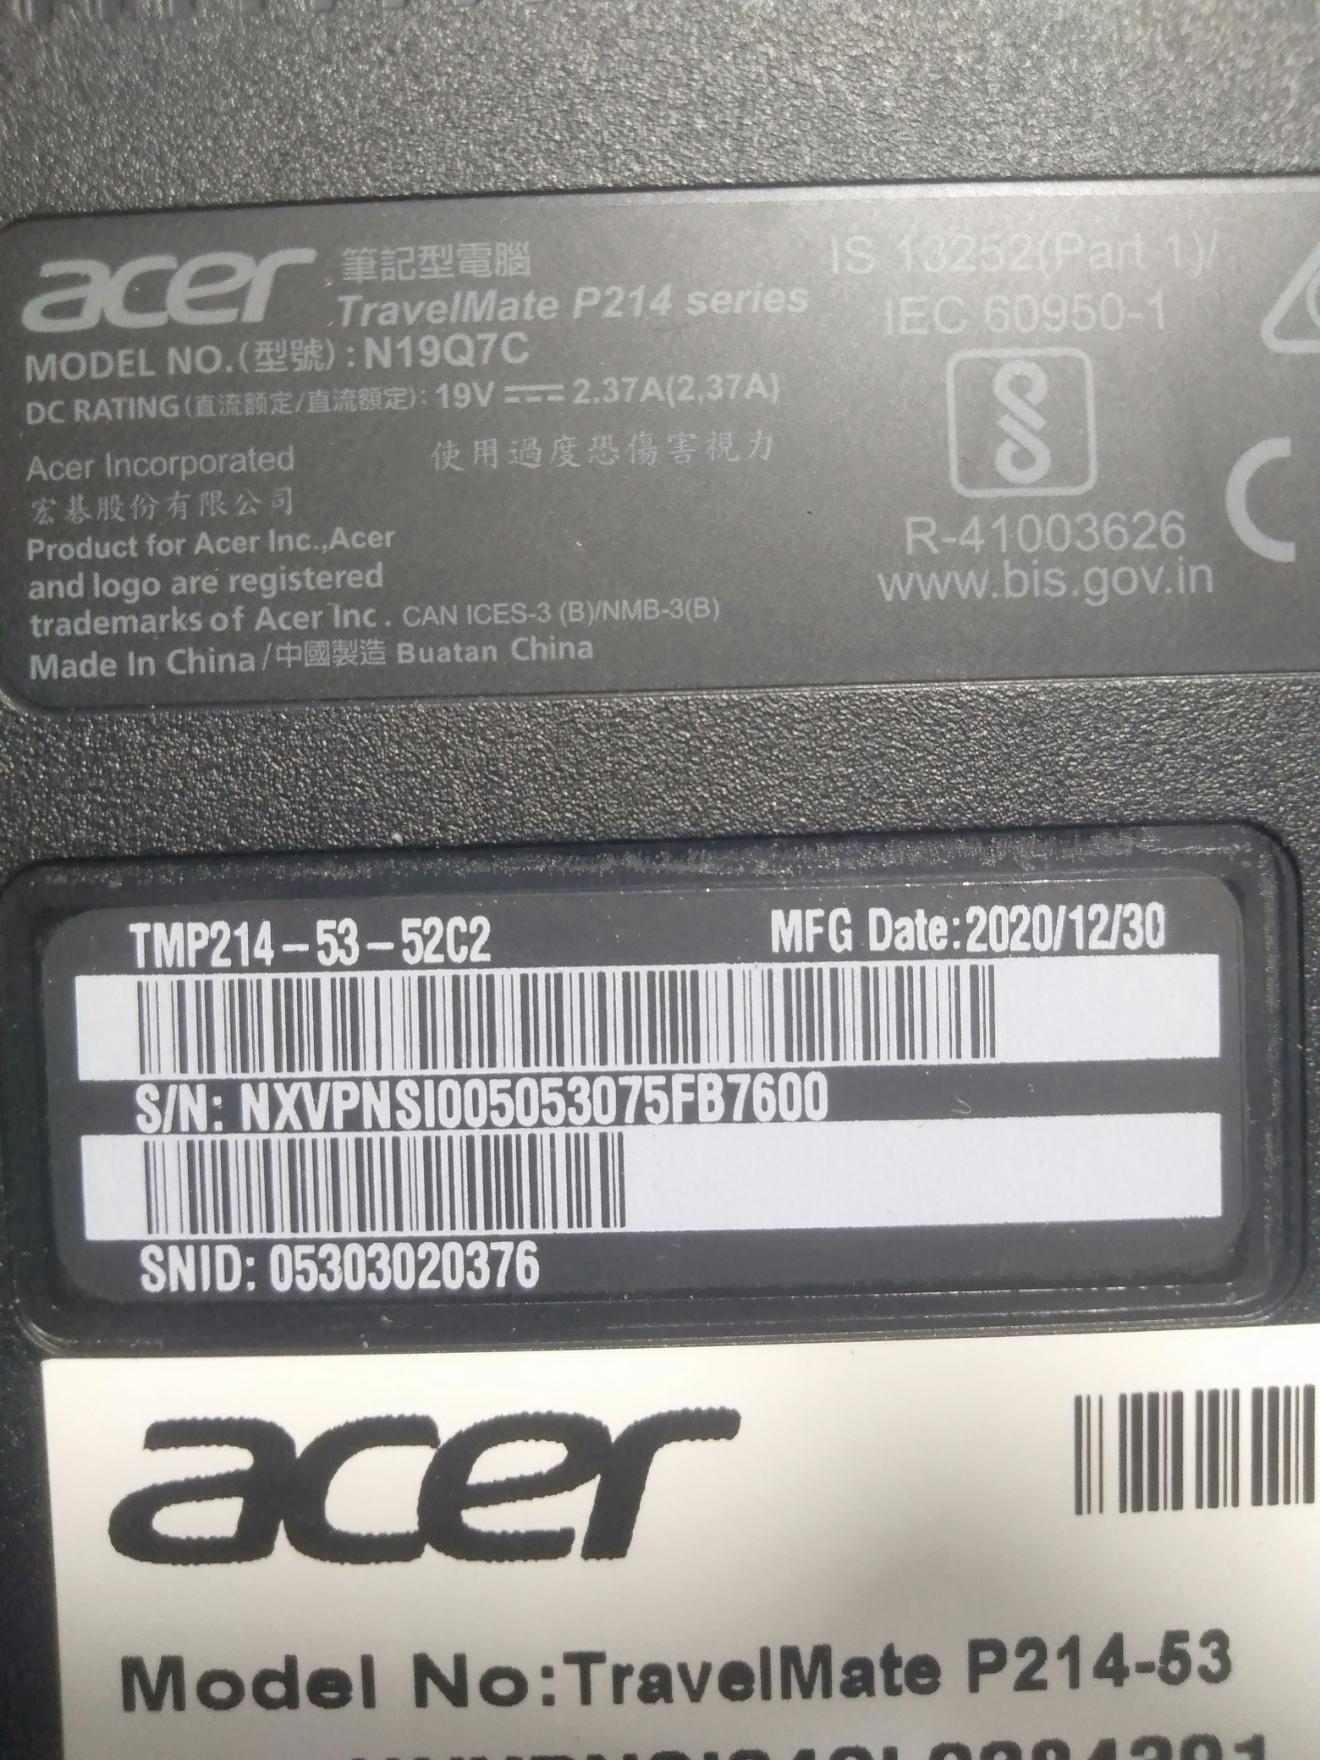 acer 筆記型電腦
TravelMate P214 series
MODEL NO.(型號):N19Q7C
DC RATING(直流额定/直流額定): 19V 2.37A(2,37A)
Acer Incorporated 使用過度恐傷害視力
宏碁股份有限公司
Product for Acer Inc.,Acer
and logo are registered
trademarks of Acer Inc. CAN ICES-3 (B)/NMB-3(B)
Made In China/中國製造 Buatan China
IS 13252(Part 1)/
IEC 60950-1
R-41003626
www.bis.gov.in
TMP214-53-52C2 MFG Date:2020/12/30
S/N: NXVPNSI005053075FB7600
SNID: 05303020376
acer
Model No:TravelMate P214-53